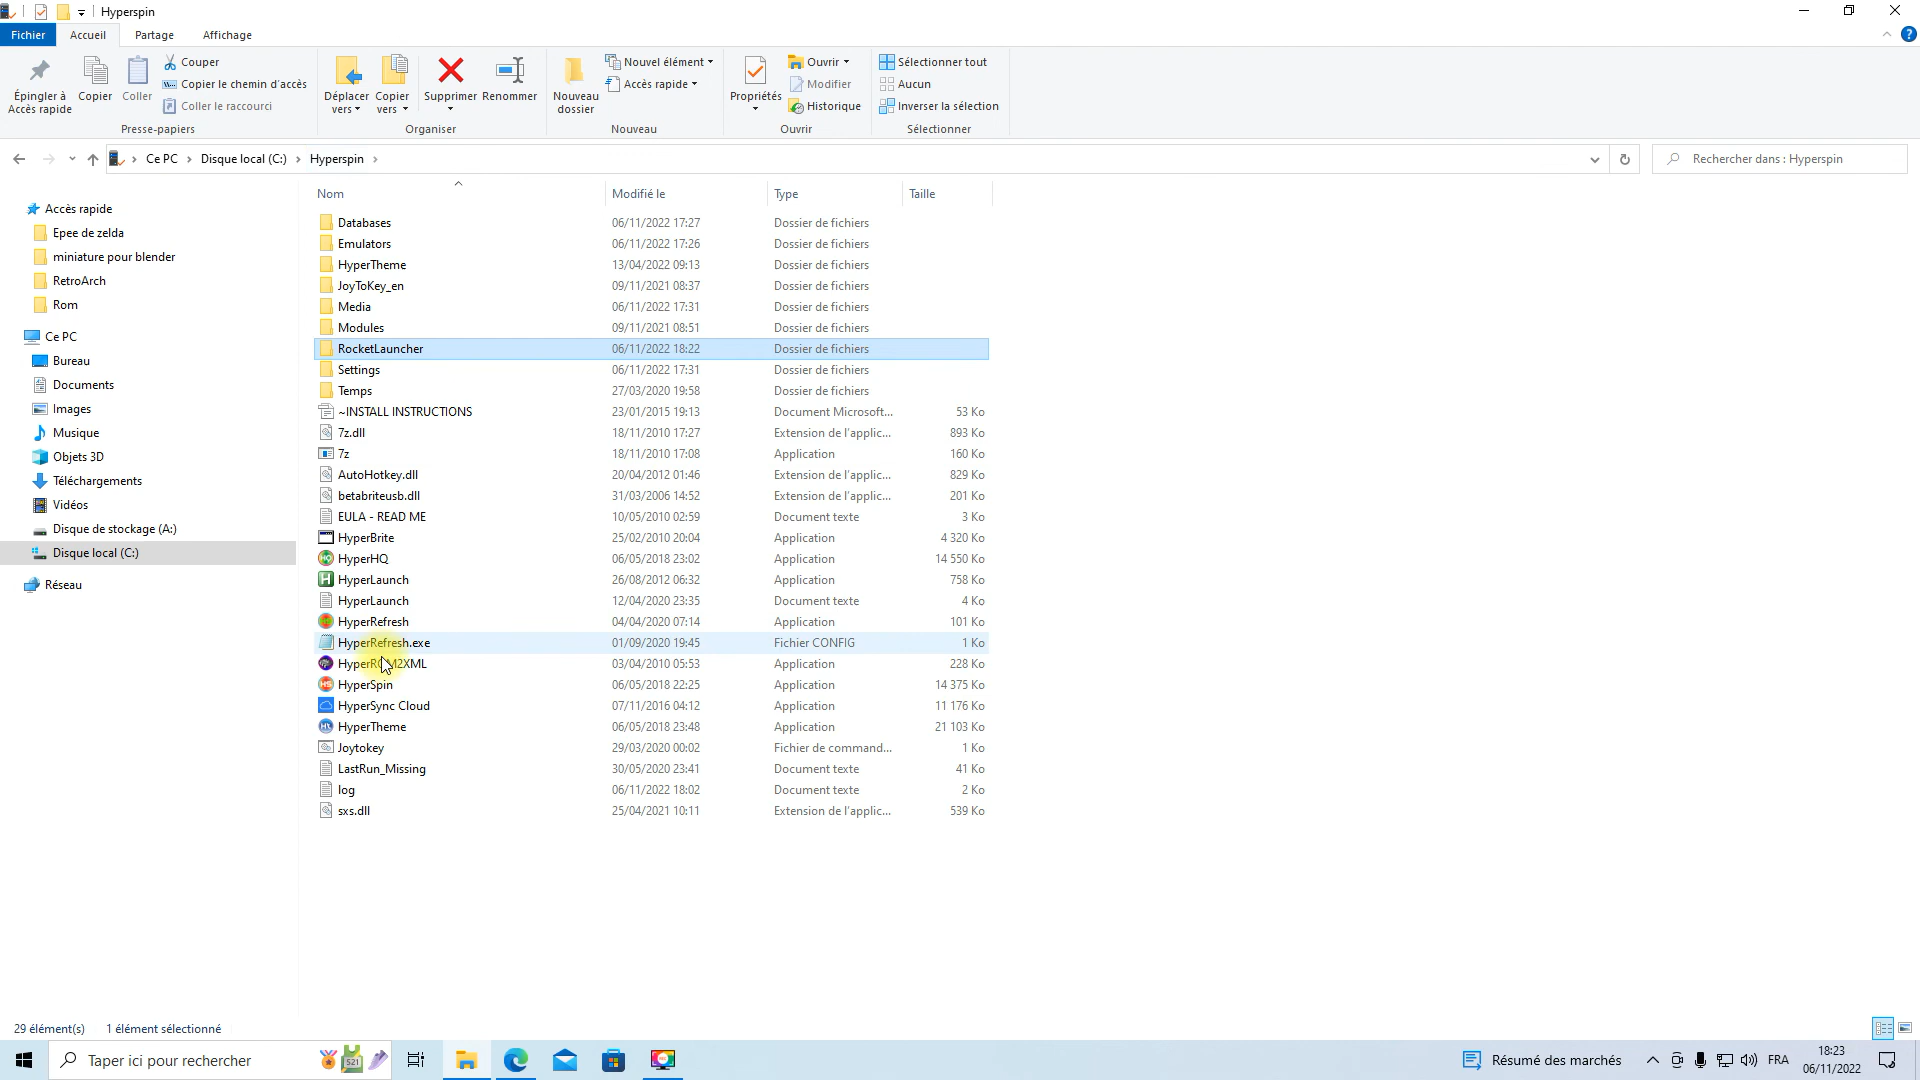 Hyperspin
Fichier Accueil Partage Affichage
Épingler à Accès rapide
Copier
Coller
Couper
Copier le chemin d'accès
Coller le raccourci
Déplacer vers
Copier vers
Supprimer
Renommer
Nouveau dossier
Nouvel élément
Accès rapide
Propriétés
Ouvrir
Modifier
Historique
Sélectionner tout
Aucun
Inverser la sélection
Presse-papiers Organiser Nouveau Ouvrir Sélectionner
Ce PC Disque local (C:) Hyperspin
Rechercher dans : Hyperspin
Accès rapide
Epee de zelda
miniature pour blender
RetroArch
Rom
Ce PC
Bureau
Documents
Images
Musique
Objets 3D
Téléchargements
Vidéos
Disque de stockage (A:)
Disque local (C:)
Réseau
Nom Modifié le Type Taille
Databases 06/11/2022 17:27 Dossier de fichiers
Emulators 06/11/2022 17:26 Dossier de fichiers
HyperTheme 13/04/2022 09:13 Dossier de fichiers
JoyToKey_en 09/11/2021 08:37 Dossier de fichiers
Media 06/11/2022 17:31 Dossier de fichiers
Modules 09/11/2021 08:51 Dossier de fichiers
RocketLauncher 06/11/2022 18:22 Dossier de fichiers
Settings 06/11/2022 17:31 Dossier de fichiers
Temps 27/03/2020 19:58 Dossier de fichiers
~INSTALL INSTRUCTIONS 23/01/2015 19:13 Document Microsoft... 53 Ko
7z.dll 18/11/2010 17:27 Extension de l'applic... 893 Ko
7z 18/11/2010 17:08 Application 160 Ko
AutoHotkey.dll 20/04/2012 01:46 Extension de l'applic... 829 Ko
betabriteusb.dll 31/03/2006 14:52 Extension de l'applic... 201 Ko
EULA - READ ME 10/05/2010 02:59 Document texte 3 Ko
HyperBrite 25/02/2010 20:04 Application 4 320 Ko
HyperHQ 06/05/2018 23:02 Application 14 550 Ko
HyperLaunch 26/08/2012 06:32 Application 758 Ko
HyperLaunch 12/04/2020 23:35 Document texte 4 Ko
HyperRefresh 04/04/2020 07:14 Application 101 Ko
HyperRefresh.exe 01/09/2020 19:45 Fichier CONFIG 1 Ko
HyperROM2XML 03/04/2010 05:53 Application 228 Ko
HyperSpin 06/05/2018 22:25 Application 14 375 Ko
HyperSync Cloud 07/11/2016 04:12 Application 11 176 Ko
HyperTheme 06/05/2018 23:48 Application 21 103 Ko
Joytokey 29/03/2020 00:02 Fichier de command... 1 Ko
LastRun_Missing 30/05/2020 23:41 Document texte 41 Ko
log 06/11/2022 18:02 Document texte 2 Ko
sxs.dll 25/04/2021 10:11 Extension de l'applic... 539 Ko
29 élément(s) 1 élément sélectionné
Taper ici pour rechercher
Résumé des marchés
FRA
18:23
06/11/2022